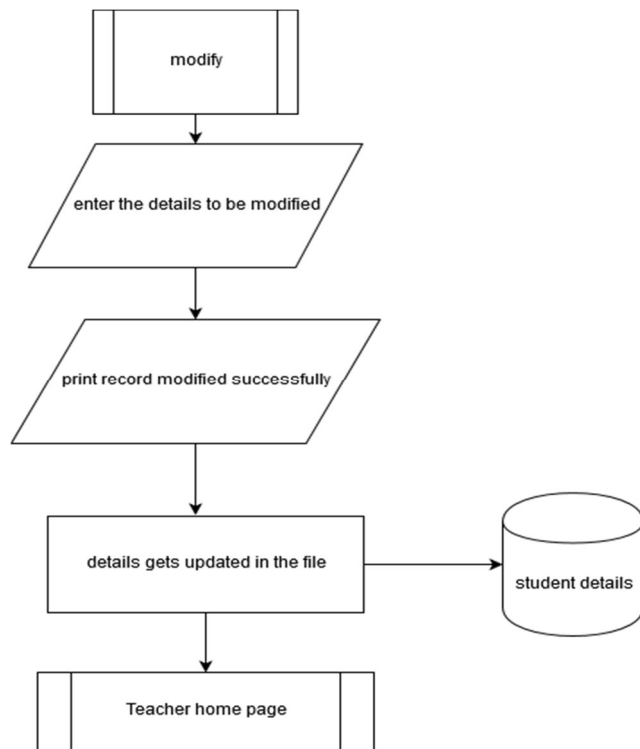 modify
enter the details to be modified
print record modified successfully
details gets updated in the file
student details
Teacher home page